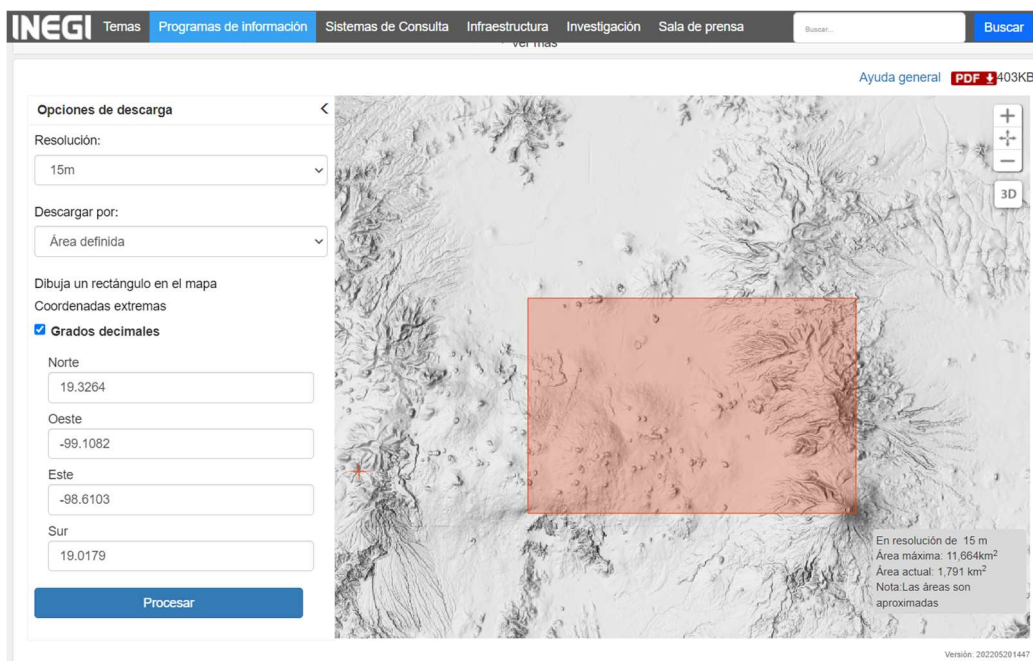 INEGI Temas Programas de información Sistemas de Consulta Infraestructura Investigación Sala de prensa Buscar... Buscar
ver más
Ayuda general PDF 403KB
Opciones de descarga
Resolución:
15m
Descargar por:
Área definida
Dibuja un rectángulo en el mapa
Coordenadas extremas
Grados decimales
Norte
19.3264
Oeste
-99.1082
Este
-98.6103
Sur
19.0179
Procesar
3D
En resolución de 15 m
Área máxima: 11,664km²
Área actual: 1,791 km²
Nota:Las áreas son
aproximadas
Versión: 202205201447